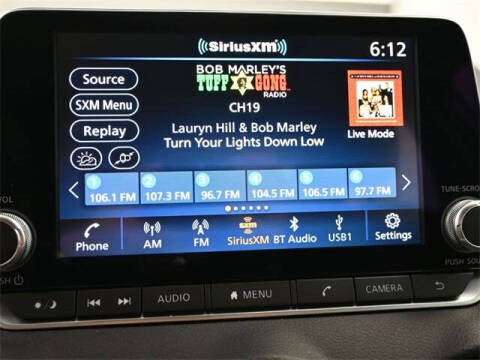 ((SiriusXM))
6:12
Source
BOB MARLEY'S
TUFF GONG
RADIO
SXM Menu
CH19
Replay
Lauryn Hill & Bob Marley
Turn Your Lights Down Low
Live Mode
1 2 3 4 5 6
106.1 FM 107.3 FM 96.7 FM 104.5 FM 106.5 FM 97.7 FM
Phone AM FM SiriusXM BT Audio USB1 Settings
VOL
TUNE-SCRO
PUSH SOU
SH
AUDIO MENU CAMERA